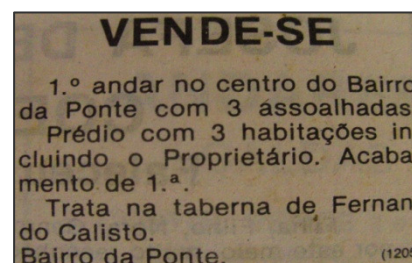 VENDE-SE
1.º andar no centro do Bairro
da Ponte com 3 assoalhadas
Prédio com 3 habitações in
cluindo o Proprietário. Acaba
mento de 1.ª.
Trata na taberna de Fernan
do Calisto.
Bairro da Ponte. (1209